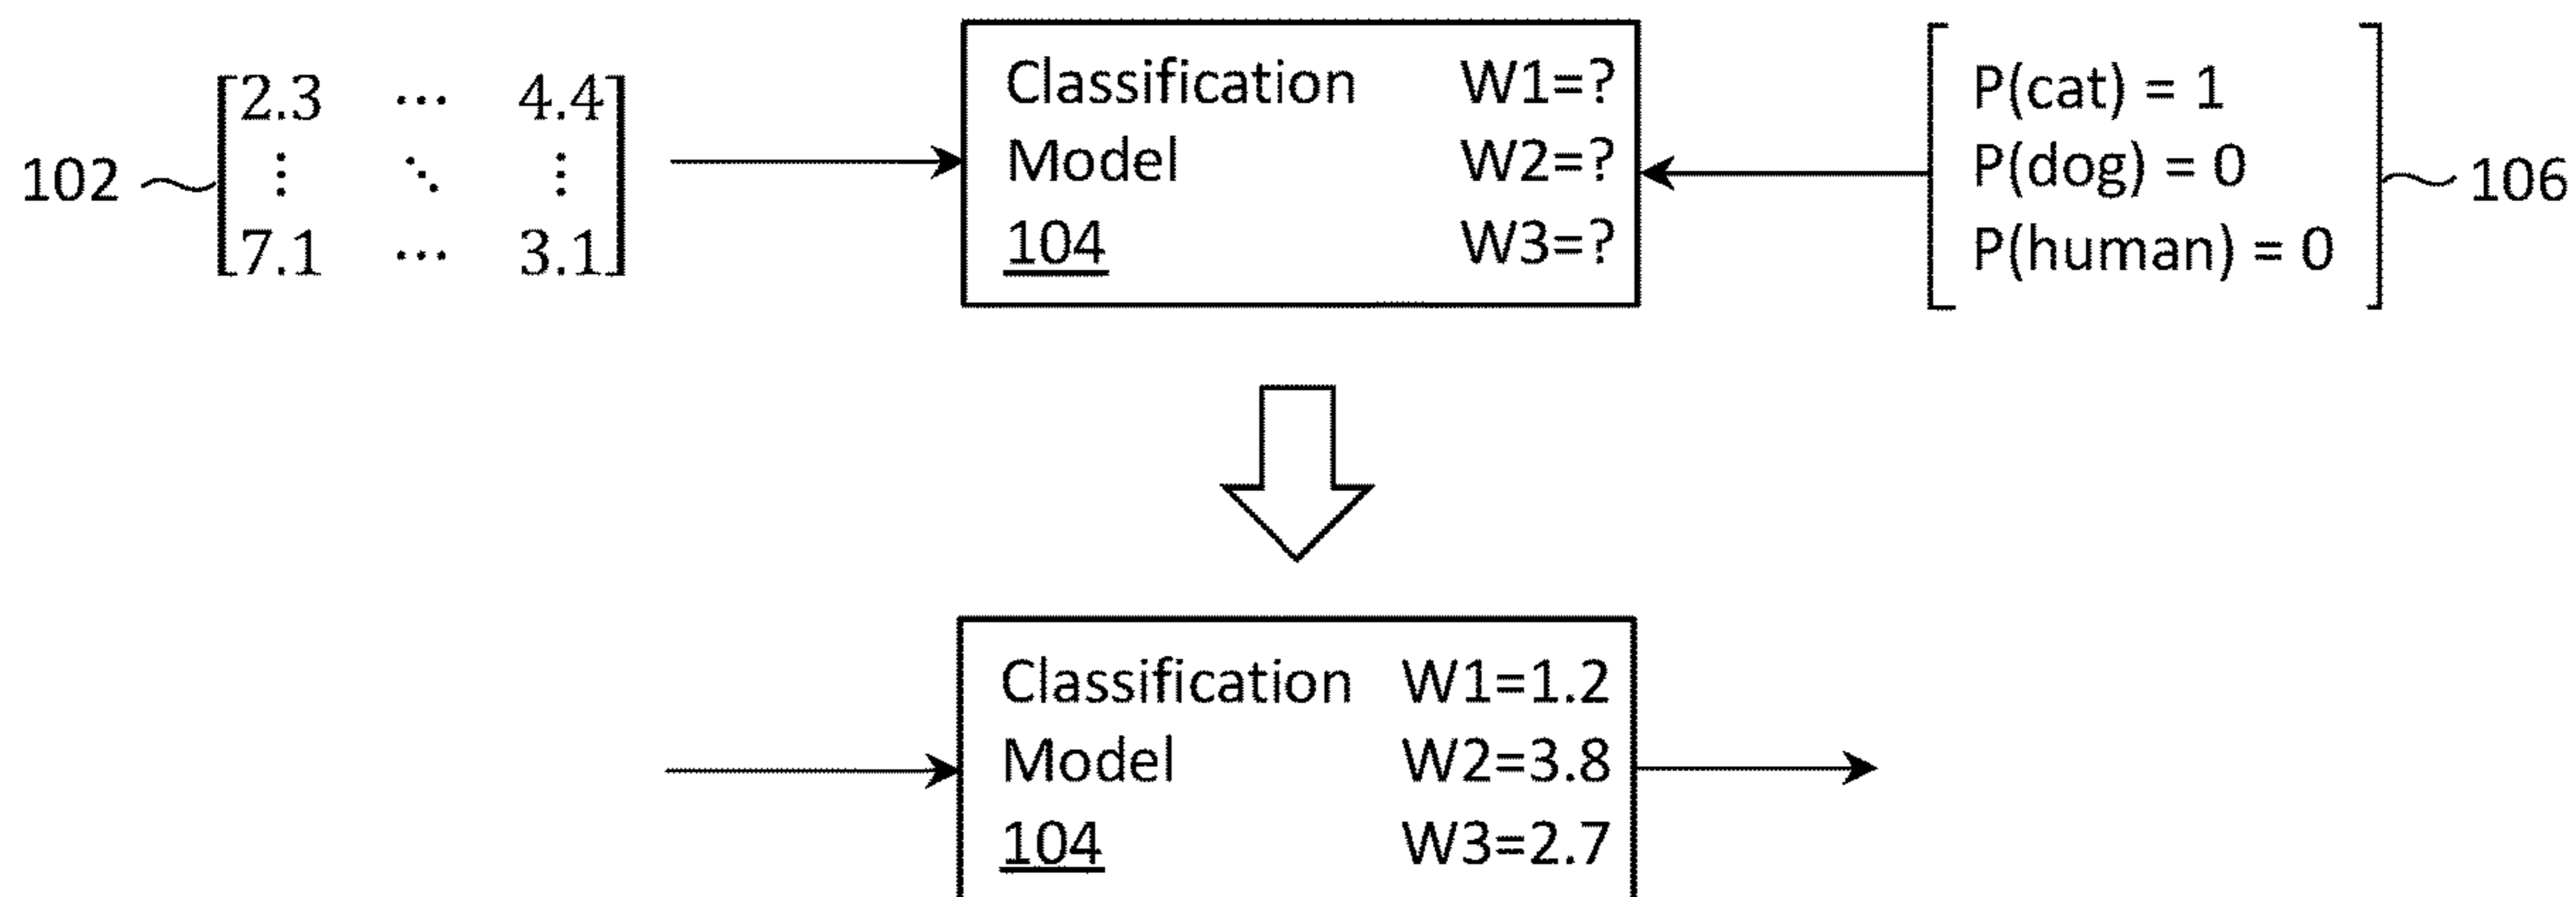 102
2.3 ⋯ 4.4
⋮ ⋱ ⋮
7.1 ⋯ 3.1
Classification W1=?
Model W2=?
104 W3=?
P(cat) = 1
P(dog) = 0
P(human) = 0
106
Classification W1=1.2
Model W2=3.8
104 W3=2.7